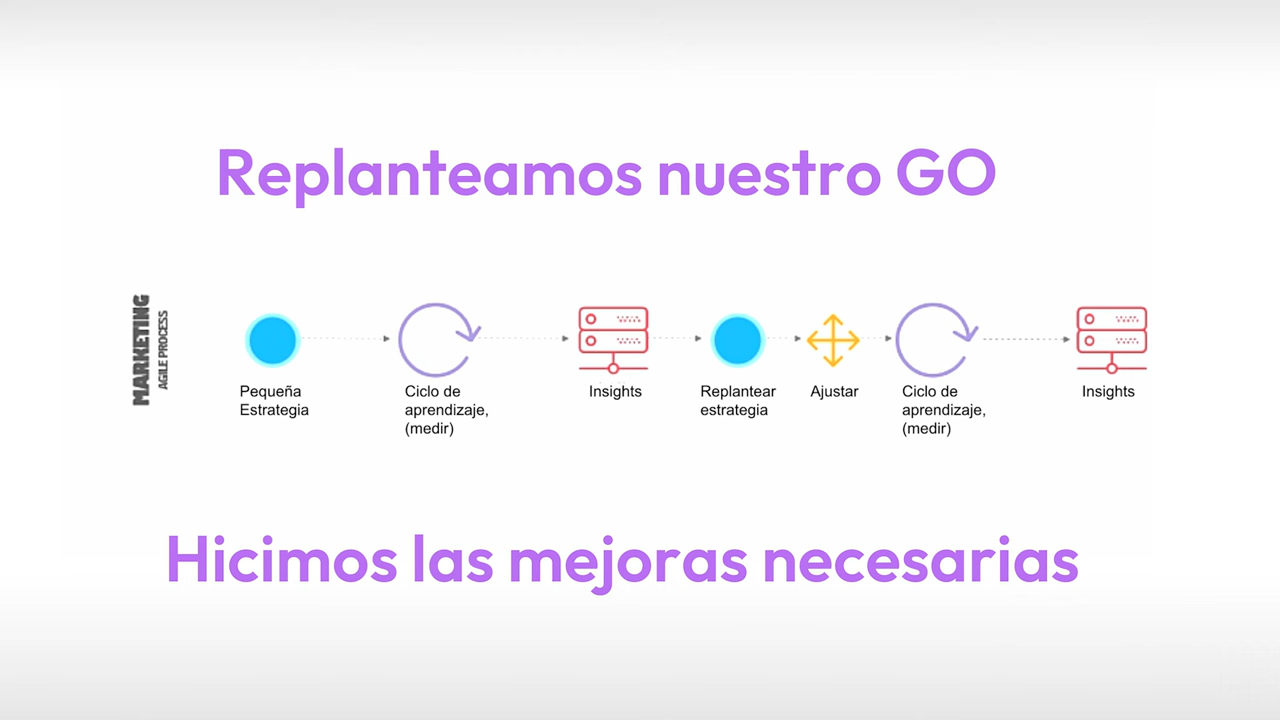 Replanteamos nuestro GO
MARKETING
AGILE PROCESS
Pequeña
Estrategia
Ciclo de
aprendizaje,
(medir)
Insights
Replantear
estrategia
Ajustar
Ciclo de
aprendizaje,
(medir)
Insights
Hicimos las mejoras necesarias